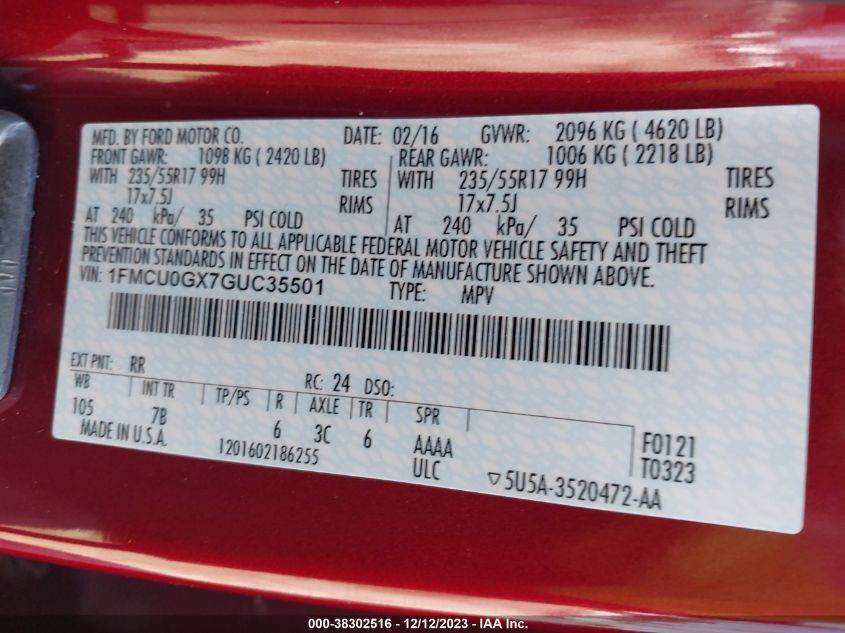 MFD. BY FORD MOTOR CO. DATE: 02/16 GVWR: 2096 KG ( 4620 LB)
FRONT GAWR: 1098 KG ( 2420 LB) REAR GAWR: 1006 KG ( 2218 LB)
WITH 235/55R17 99H TIRES WITH 235/55R17 99H TIRES
17x7.5J RIMS 17x7.5J RIMS
AT 240 kPa/ 35 PSI COLD AT 240 kPa/ 35 PSI COLD
THIS VEHICLE CONFORMS TO ALL APPLICABLE FEDERAL MOTOR VEHICLE SAFETY AND THEFT
PREVENTION STANDARDS IN EFFECT ON THE DATE OF MANUFACTURE SHOWN ABOVE.
VIN: 1FMCU0GX7GUC35501 TYPE: MPV
EXT PNT: RR RC: 24 DSO:
WB INT TR TP/PS R AXLE TR SPR
105 7B 6 3C 6 AAAA F0121
MADE IN U.S.A. 1201602186255 ULC T0323
▽5U5A-3520472-AA
000-38302516 - 12/12/2023 - IAA Inc.